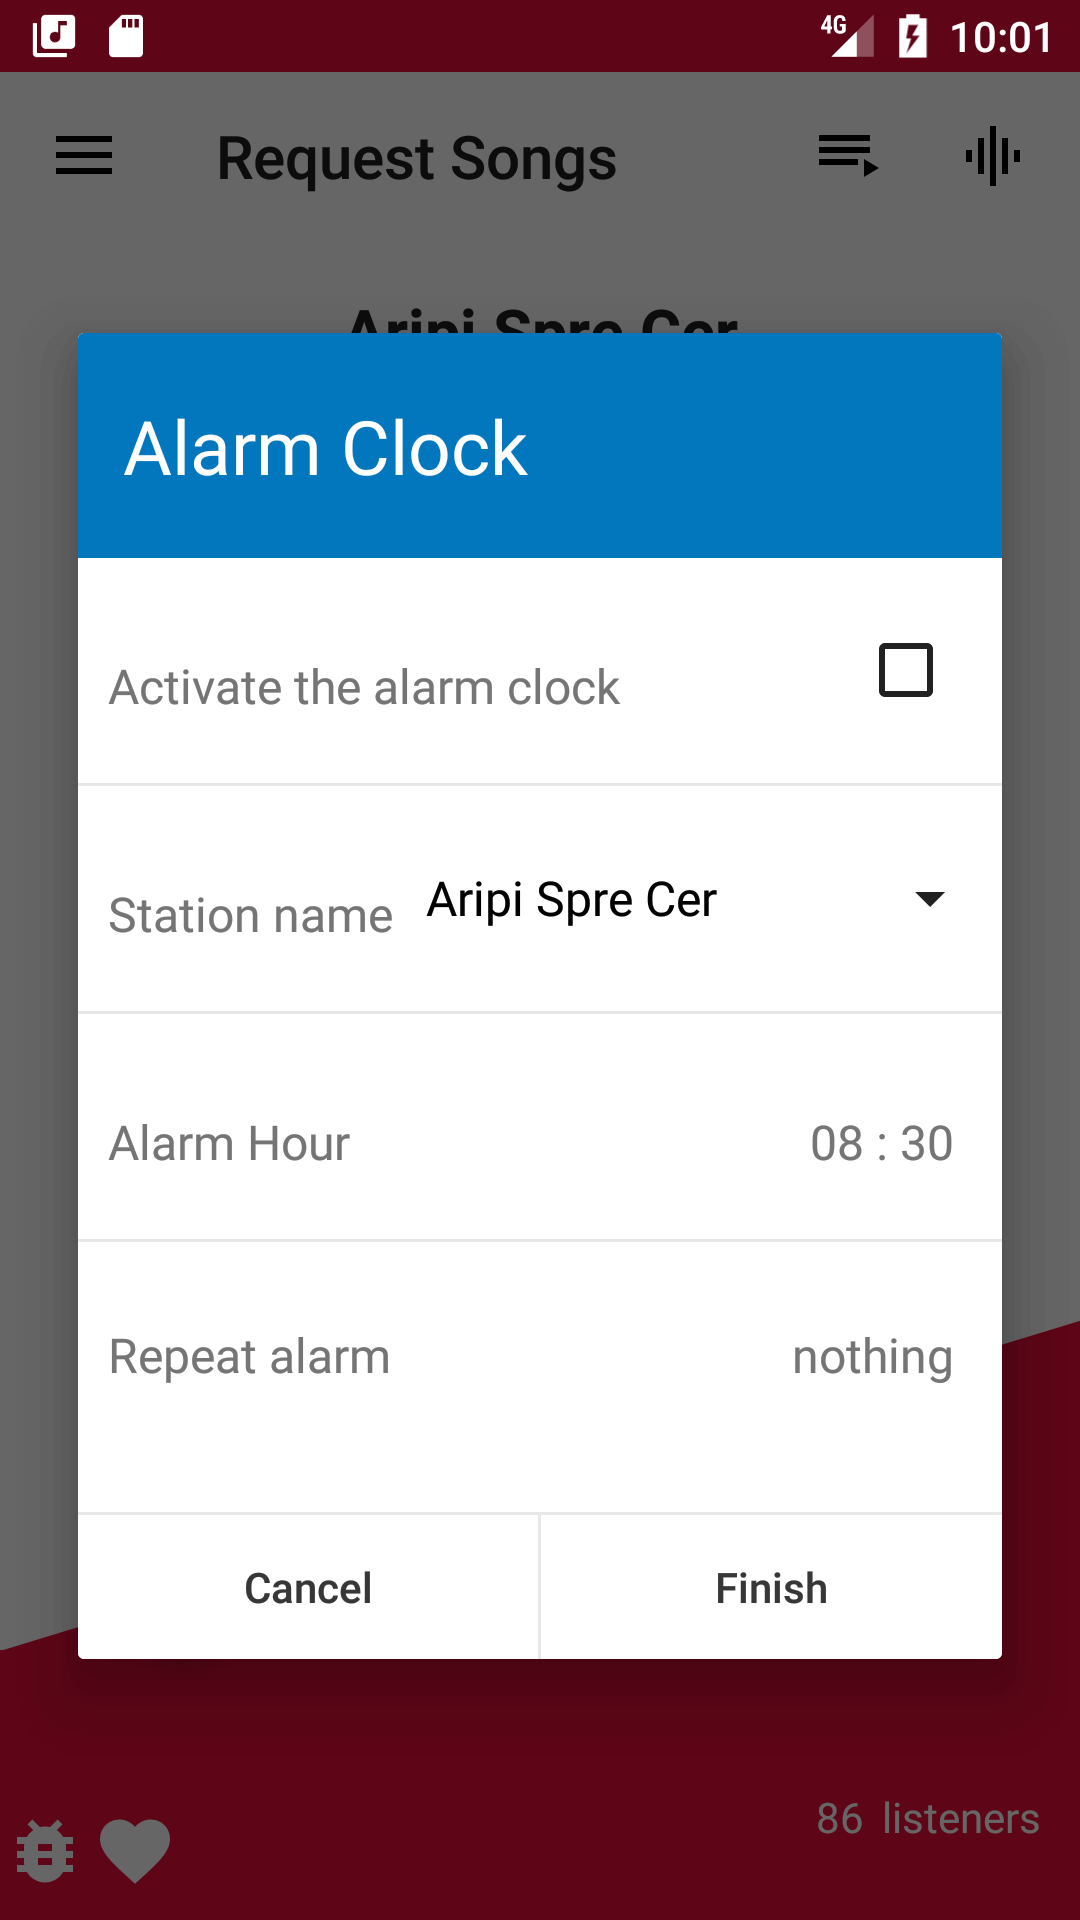 4G 10:01
Request Songs
Aripi Spre Cer
Alarm Clock
Activate the alarm clock
Station name Aripi Spre Cer
Alarm Hour 08 : 30
Repeat alarm nothing
Cancel Finish
86 listeners